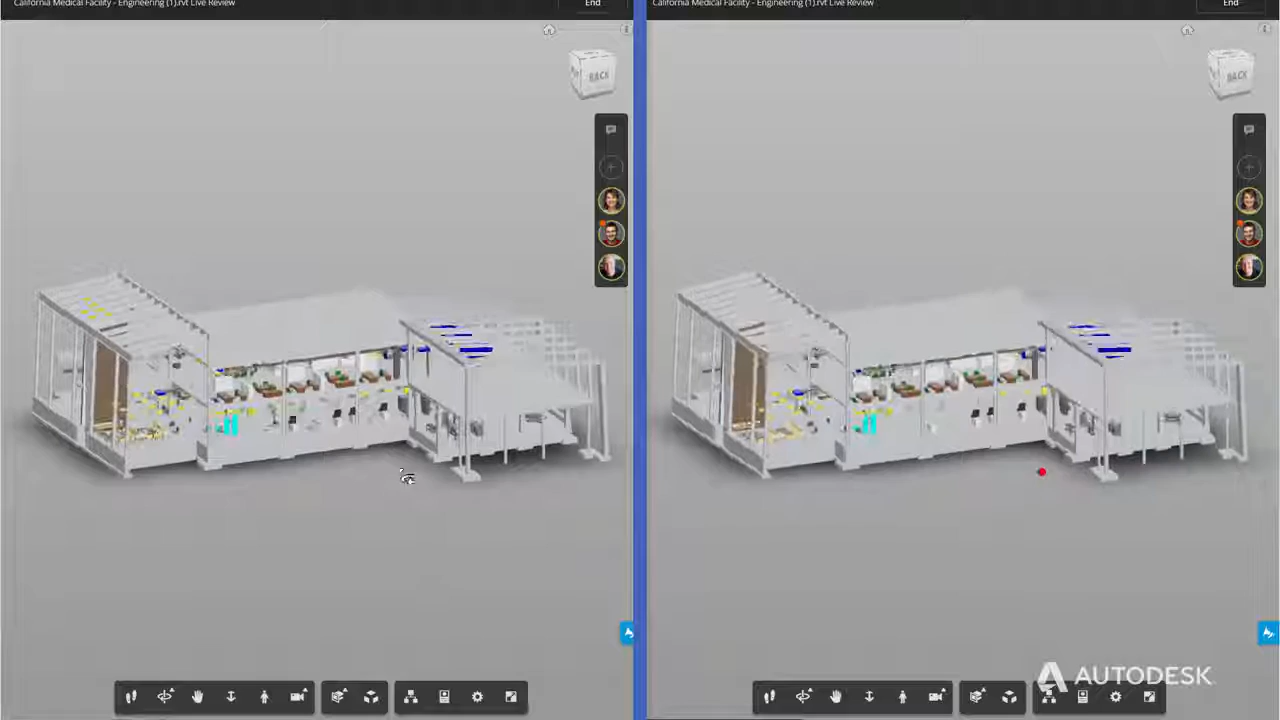 California Medical Facility - Engineering (1).rvt Live Review
End
California Medical Facility - Engineering (1).rvt Live Review
End
BACK
BACK
AUTODESK